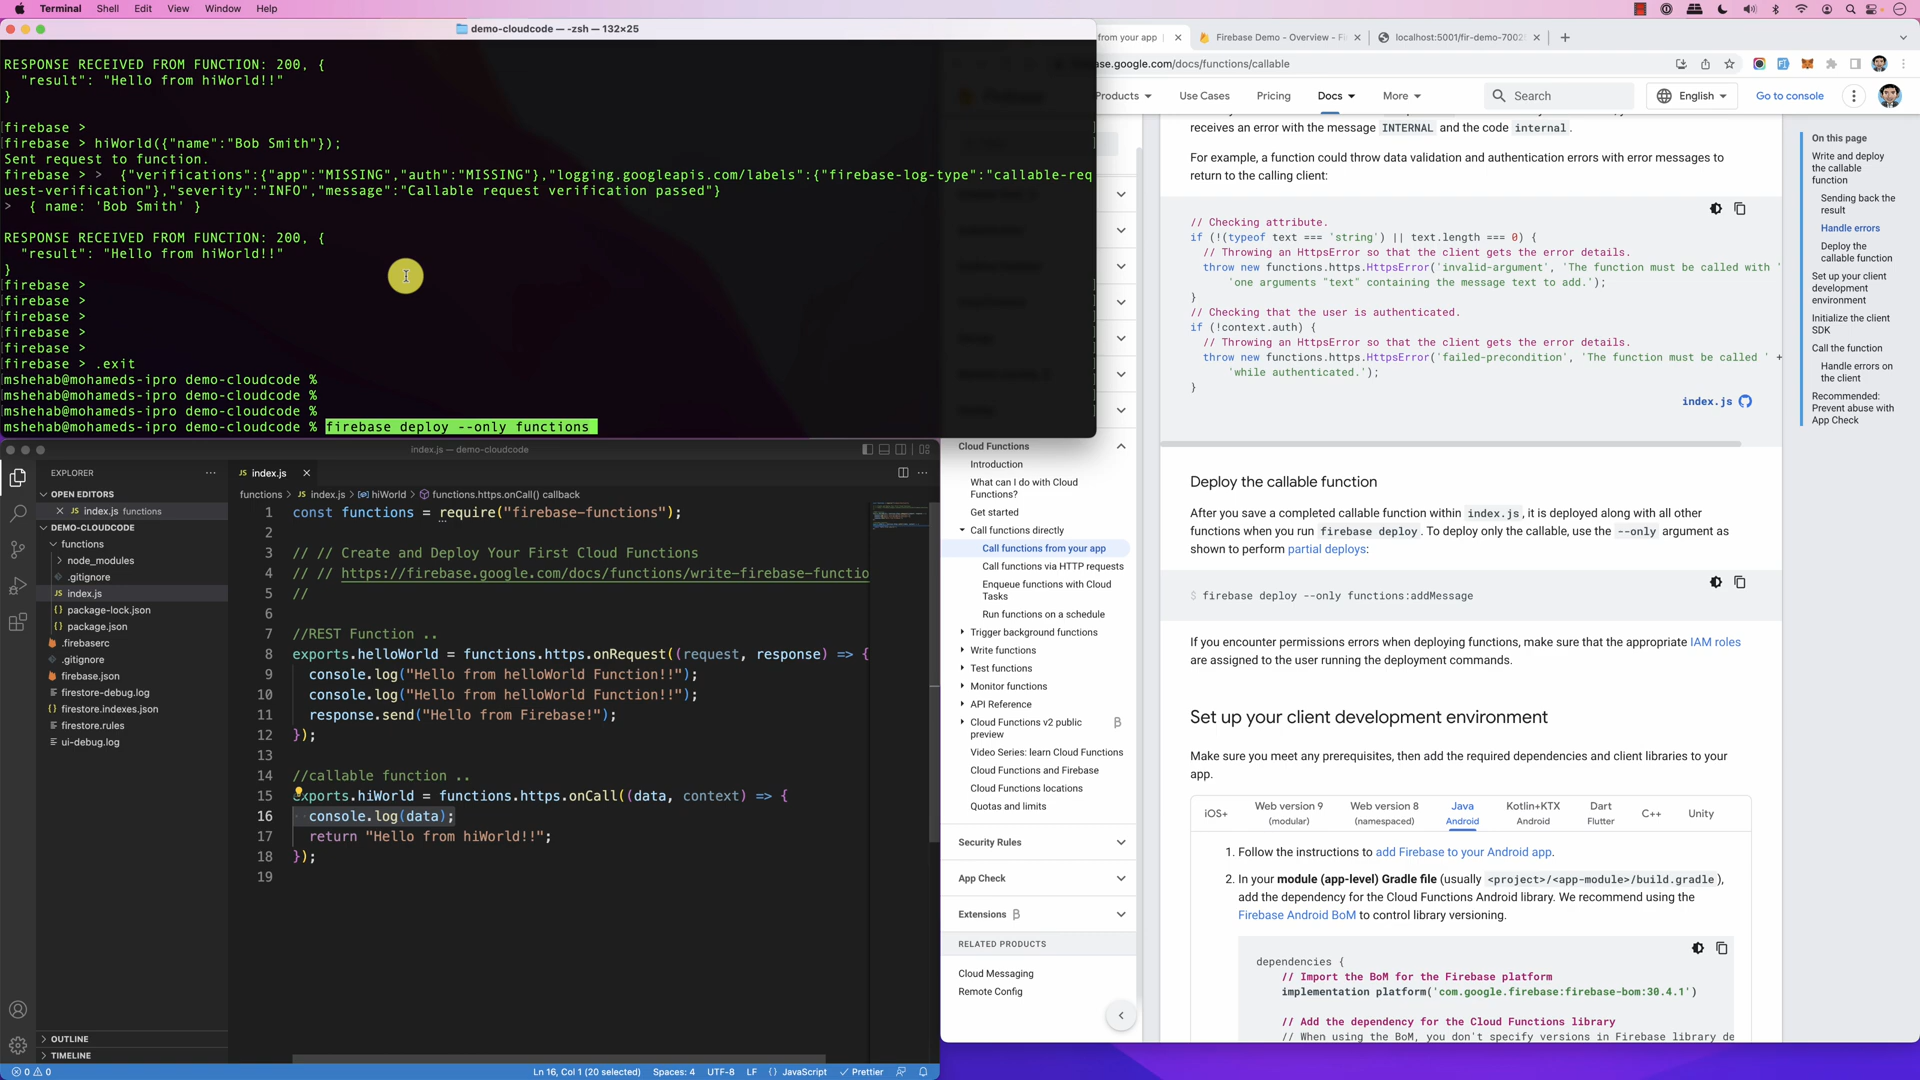 Terminal Shell Edit View Window Help
demo-cloudcode — -zsh — 132×25
RESPONSE RECEIVED FROM FUNCTION: 200, {
"result": "Hello from hiWorld!!"
}
firebase >
firebase > hiWorld({"name":"Bob Smith"});
Sent request to function.
firebase > > {"verifications":{"app":"MISSING","auth":"MISSING"},"logging.googleapis.com/labels":{"firebase-log-type":"callable-req
uest-verification"},"severity":"INFO","message":"Callable request verification passed"}
> { name: 'Bob Smith' }
RESPONSE RECEIVED FROM FUNCTION: 200, {
"result": "Hello from hiWorld!!"
}
firebase >
firebase >
firebase >
firebase >
firebase >
firebase > .exit
mshehab@mohameds-ipro demo-cloudcode %
mshehab@mohameds-ipro demo-cloudcode %
mshehab@mohameds-ipro demo-cloudcode %
mshehab@mohameds-ipro demo-cloudcode % firebase deploy --only functions
index.js — demo-cloudcode
EXPLORER
OPEN EDITORS
JS index.js functions
DEMO-CLOUDCODE
functions
node_modules
.gitignore
JS index.js
{} package-lock.json
{} package.json
.firebaserc
.gitignore
firebase.json
firestore-debug.log
{} firestore.indexes.json
firestore.rules
ui-debug.log
OUTLINE
TIMELINE
JS index.js
functions > JS index.js > hiWorld > functions.https.onCall() callback
1 const functions = require("firebase-functions");
2
3 // // Create and Deploy Your First Cloud Functions
4 // // https://firebase.google.com/docs/functions/write-firebase-functio
5 //
6
7 //REST Function ..
8 exports.helloWorld = functions.https.onRequest((request, response) => {
9 console.log("Hello from helloWorld Function!!");
10 console.log("Hello from helloWorld Function!!");
11 response.send("Hello from Firebase!");
12 });
13
14 //callable function ..
15 exports.hiWorld = functions.https.onCall((data, context) => {
16 console.log(data);
17 return "Hello from hiWorld!!";
18 });
19
0 0 Ln 16, Col 1 (20 selected) Spaces: 4 UTF-8 LF {} JavaScript Prettier
from your app Firebase Demo - Overview - Fi localhost:5001/fir-demo-7002
base.google.com/docs/functions/callable
Products Use Cases Pricing Docs More Search English Go to console
Cloud Functions
Introduction
What can I do with Cloud
Functions?
Get started
Call functions directly
Call functions from your app
Call functions via HTTP requests
Enqueue functions with Cloud
Tasks
Run functions on a schedule
Trigger background functions
Write functions
Test functions
Monitor functions
API Reference
Cloud Functions v2 public
preview
Video Series: learn Cloud Functions
Cloud Functions and Firebase
Cloud Functions locations
Quotas and limits
Security Rules
App Check
Extensions
RELATED PRODUCTS
Cloud Messaging
Remote Config
receives an error with the message INTERNAL and the code internal.
For example, a function could throw data validation and authentication errors with error messages to
return to the calling client:
// Checking attribute.
if (!(typeof text === 'string') || text.length === 0) {
// Throwing an HttpsError so that the client gets the error details.
throw new functions.https.HttpsError('invalid-argument', 'The function must be called with '
'one arguments "text" containing the message text to add.');
}
// Checking that the user is authenticated.
if (!context.auth) {
// Throwing an HttpsError so that the client gets the error details.
throw new functions.https.HttpsError('failed-precondition', 'The function must be called ' +
'while authenticated.');
}
index.js
Deploy the callable function
After you save a completed callable function within index.js, it is deployed along with all other
functions when you run firebase deploy. To deploy only the callable, use the --only argument as
shown to perform partial deploys:
$ firebase deploy --only functions:addMessage
If you encounter permissions errors when deploying functions, make sure that the appropriate IAM roles
are assigned to the user running the deployment commands.
Set up your client development environment
Make sure you meet any prerequisites, then add the required dependencies and client libraries to your
app.
iOS+ Web version 9 Web version 8 Java Kotlin+KTX Dart C++ Unity
(modular) (namespaced) Android Android Flutter
1. Follow the instructions to add Firebase to your Android app.
2. In your module (app-level) Gradle file (usually <project>/<app-module>/build.gradle),
add the dependency for the Cloud Functions Android library. We recommend using the
Firebase Android BoM to control library versioning.
dependencies {
// Import the BoM for the Firebase platform
implementation platform('com.google.firebase:firebase-bom:30.4.1')
// Add the dependency for the Cloud Functions library
// When using the BoM, you don't specify versions in Firebase library de
On this page
Write and deploy
the callable
function
Sending back the
result
Handle errors
Deploy the
callable function
Set up your client
development
environment
Initialize the client
SDK
Call the function
Handle errors on
the client
Recommended:
Prevent abuse with
App Check